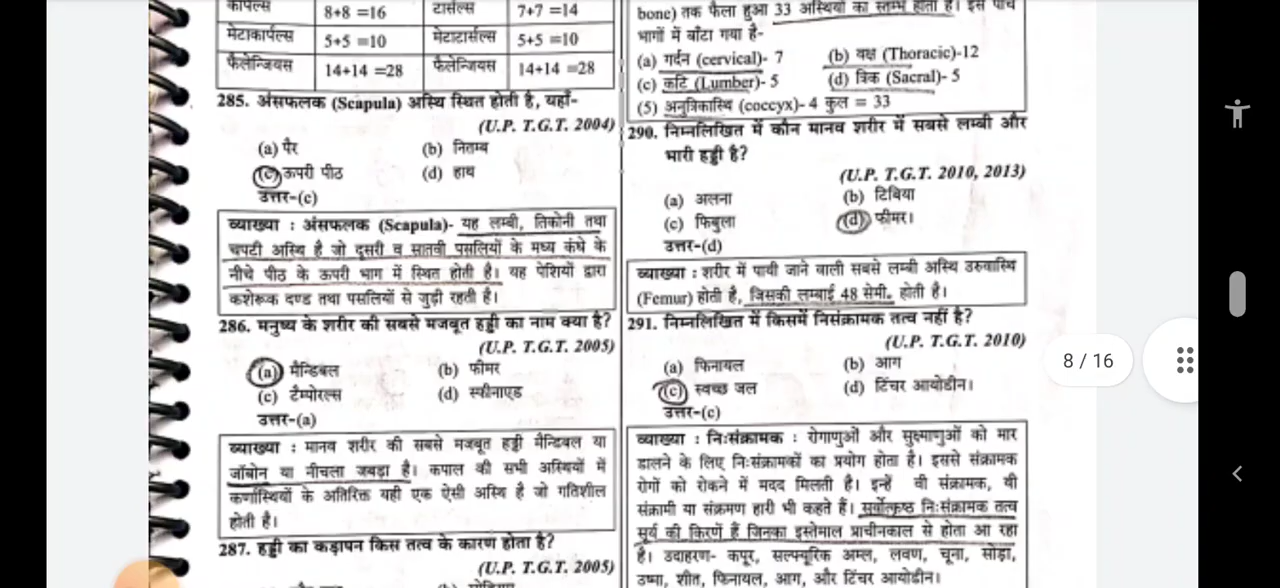 कार्पल्स 8+8 =16 टार्सल्स 7+7 =14
मेटाकार्पल्स 5+5 =10 मेटाटार्सल्स 5+5 =10
फैलेन्जियस 14+14 =28 फैलेन्जियस 14+14 =28
285. अंसफलक (Scapula) अस्थि स्थित होती है, यहाँ-
(U.P. T.G.T. 2004)
(a) पैर (b) नितम्ब
(c) ऊपरी पीठ (d) हाथ
उत्तर-(c)
व्याख्या : अंसफलक (Scapula)- यह लम्बी, तिकोनी तथा
चपटी अस्थि है जो दूसरी व सातवी पसलियों के मध्य कंधे के
नीचे पीठ के ऊपरी भाग में स्थित होती है। यह पेशियों द्वारा
कशेरूक दण्ड तथा पसलियों से जुड़ी रहती है।
286. मनुष्य के शरीर की सबसे मजबूत हड्डी का नाम क्या है?
(U.P. T.G.T. 2005)
(a) मैन्डिबल (b) फीमर
(c) टैम्पोरल्स (d) स्फीनाएड
उत्तर-(a)
व्याख्या : मानव शरीर की सबसे मजबूत हड्डी मैन्डिबल या
जॉबोन या नीचला जबड़ा है। कपाल की सभी अस्थियों में
कर्णास्थियों के अतिरिक्त यही एक ऐसी अस्थि है जो गतिशील
होती है।
287. हड्डी का कड़ापन किस तत्व के कारण होता है?
(U.P. T.G.T. 2005)
bone) तक फैला हुआ 33 अस्थियों का स्तम्भ होता है। इसे पांच
भागों में बाँटा गया है-
(a) गर्दन (cervical)- 7 (b) वक्ष (Thoracic)-12
(c) कटि (Lumber)- 5 (d) त्रिक (Sacral)- 5
(5) अनुत्रिकास्थि (coccyx)- 4 कुल = 33
290. निम्नलिखित में कौन मानव शरीर में सबसे लम्बी और
भारी हड्डी है?
(U.P. T.G.T. 2010, 2013)
(a) अलना (b) टिबिया
(c) फिबुला (d) फीमर।
उत्तर-(d)
व्याख्या : शरीर में पायी जाने वाली सबसे लम्बी अस्थि उरुवास्थि
(Femur) होती है, जिसकी लम्बाई 48 सेमी. होती है।
291. निम्नलिखित में किसमें निसंक्रामक तत्व नहीं है?
(U.P. T.G.T. 2010)
(a) फिनायल (b) आग
(c) स्वच्छ जल (d) टिंचर आयोडीन।
उत्तर-(c)
व्याख्या : निःसंक्रामक : रोगाणुओं और सुक्ष्माणुओं को मार
डालने के लिए निःसंक्रामकों का प्रयोग होता है। इससे संक्रामक
रोगों को रोकने में मदद मिलती है। इन्हें वी संक्रामक, वी
संक्रामी या संक्रमण हारी भी कहते हैं। सर्वोत्कृष्ठ निःसंक्रामक तत्व
सूर्य की किरणें हैं जिनका इस्तेमाल प्राचीनकाल से होता आ रहा
है। उदाहरण- कपूर, सल्फ्यूरिक अम्ल, लवण, चूना, सोड़ा,
उष्मा, शीत, फिनायल, आग, और टिंचर आयोडीन।
8 / 16